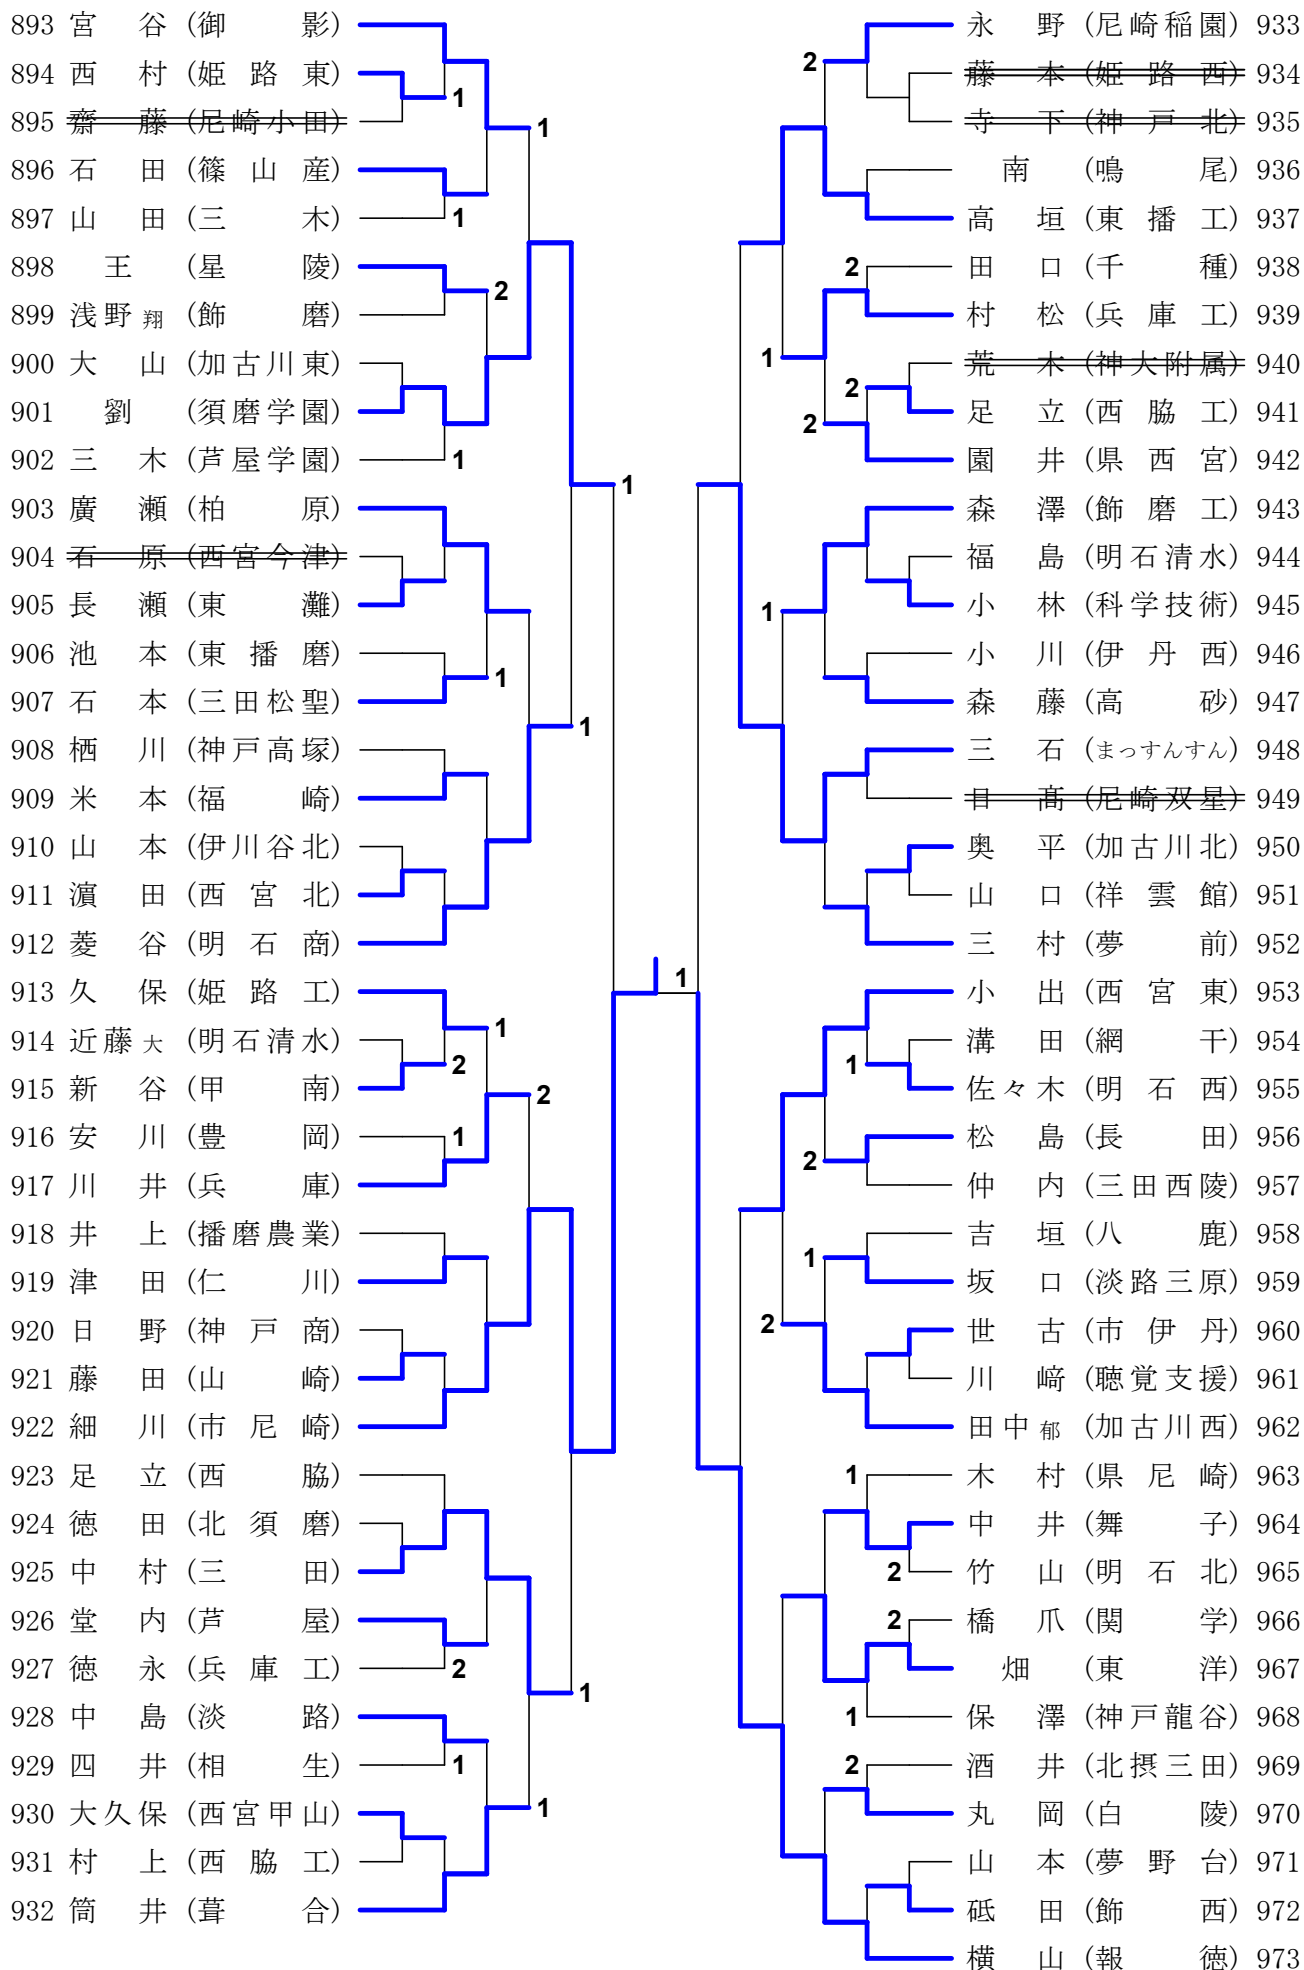 893 宮 谷 (御 影)
894 西 村 (姫 路 東)
1
895 齋 藤 (尼崎小田)
1
896 石 田 (篠 山 産)
897 山 田 (三 木)
1
898 王 (星 陵)
2
899 浅野 翔 (飾 磨)
900 大 山 (加古川東)
901 劉 (須磨学園)
902 三 木 (芦屋学園)
1
1
903 廣 瀬 (柏 原)
904 石 原 (西宮今津)
905 長 瀬 (東 灘)
906 池 本 (東 播 磨)
1
907 石 本 (三田松聖)
1
908 栖 川 (神戸高塚)
909 米 本 (福 崎)
910 山 本 (伊川谷北)
911 濵 田 (西 宮 北)
912 菱 谷 (明 石 商)
1
913 久 保 (姫 路 工)
1
914 近藤 大 (明石清水)
2
915 新 谷 (甲 南)
2
916 安 川 (豊 岡)
1
917 川 井 (兵 庫)
918 井 上 (播磨農業)
919 津 田 (仁 川)
920 日 野 (神 戸 商)
921 藤 田 (山 崎)
922 細 川 (市 尼 崎)
923 足 立 (西 脇)
924 徳 田 (北 須 磨)
925 中 村 (三 田)
926 堂 内 (芦 屋)
927 徳 永 (兵 庫 工)
2
1
928 中 島 (淡 路)
929 四 井 (相 生)
1
1
930 大久保 (西宮甲山)
931 村 上 (西 脇 工)
932 筒 井 (葺 合)
永 野 (尼崎稲園) 933
2
藤 本 (姫 路 西) 934
寺 下 (神 戸 北) 935
南 (鳴 尾) 936
高 垣 (東 播 工) 937
2
田 口 (千 種) 938
村 松 (兵 庫 工) 939
1
荒 木 (神大附属) 940
2
足 立 (西 脇 工) 941
2
園 井 (県 西 宮) 942
森 澤 (飾 磨 工) 943
福 島 (明石清水) 944
小 林 (科学技術) 945
1
小 川 (伊 丹 西) 946
森 藤 (高 砂) 947
三 石 (まっすんすん) 948
日 髙 (尼崎双星) 949
奥 平 (加古川北) 950
山 口 (祥 雲 館) 951
三 村 (夢 前) 952
小 出 (西 宮 東) 953
溝 田 (網 干) 954
1
佐々木 (明 石 西) 955
松 島 (長 田) 956
2
仲 内 (三田西陵) 957
吉 垣 (八 鹿) 958
1
坂 口 (淡路三原) 959
2
世 古 (市 伊 丹) 960
川 﨑 (聴覚支援) 961
田中 郁 (加古川西) 962
1
木 村 (県 尼 崎) 963
中 井 (舞 子) 964
2
竹 山 (明 石 北) 965
2
橋 爪 (関 学) 966
畑 (東 洋) 967
1
保 澤 (神戸龍谷) 968
2
酒 井 (北摂三田) 969
丸 岡 (白 陵) 970
山 本 (夢 野 台) 971
砥 田 (飾 西) 972
横 山 (報 徳) 973